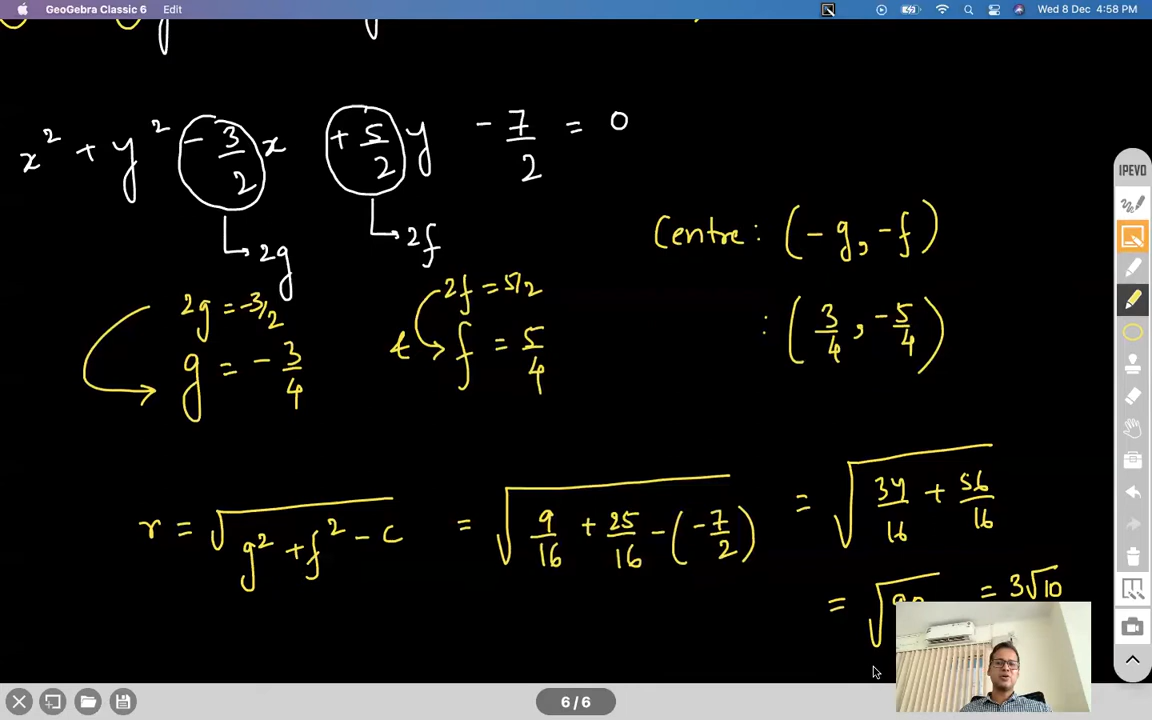 GeoGebra Classic 6 Edit Wed 8 Dec 4:58 PM
x² + y² - 3/2 x + 5/2 y - 7/2 = 0
2g 2f
Centre : (-g, -f)
2g = -3/2 2f = 5/2
: (3/4, -5/4)
g = -3/4 f = 5/4
r = √(g² + f² - c) = √(9/16 + 25/16 - (-7/2)) = √(34/16 + 56/16)
= 3√10
IPEVO
6/6